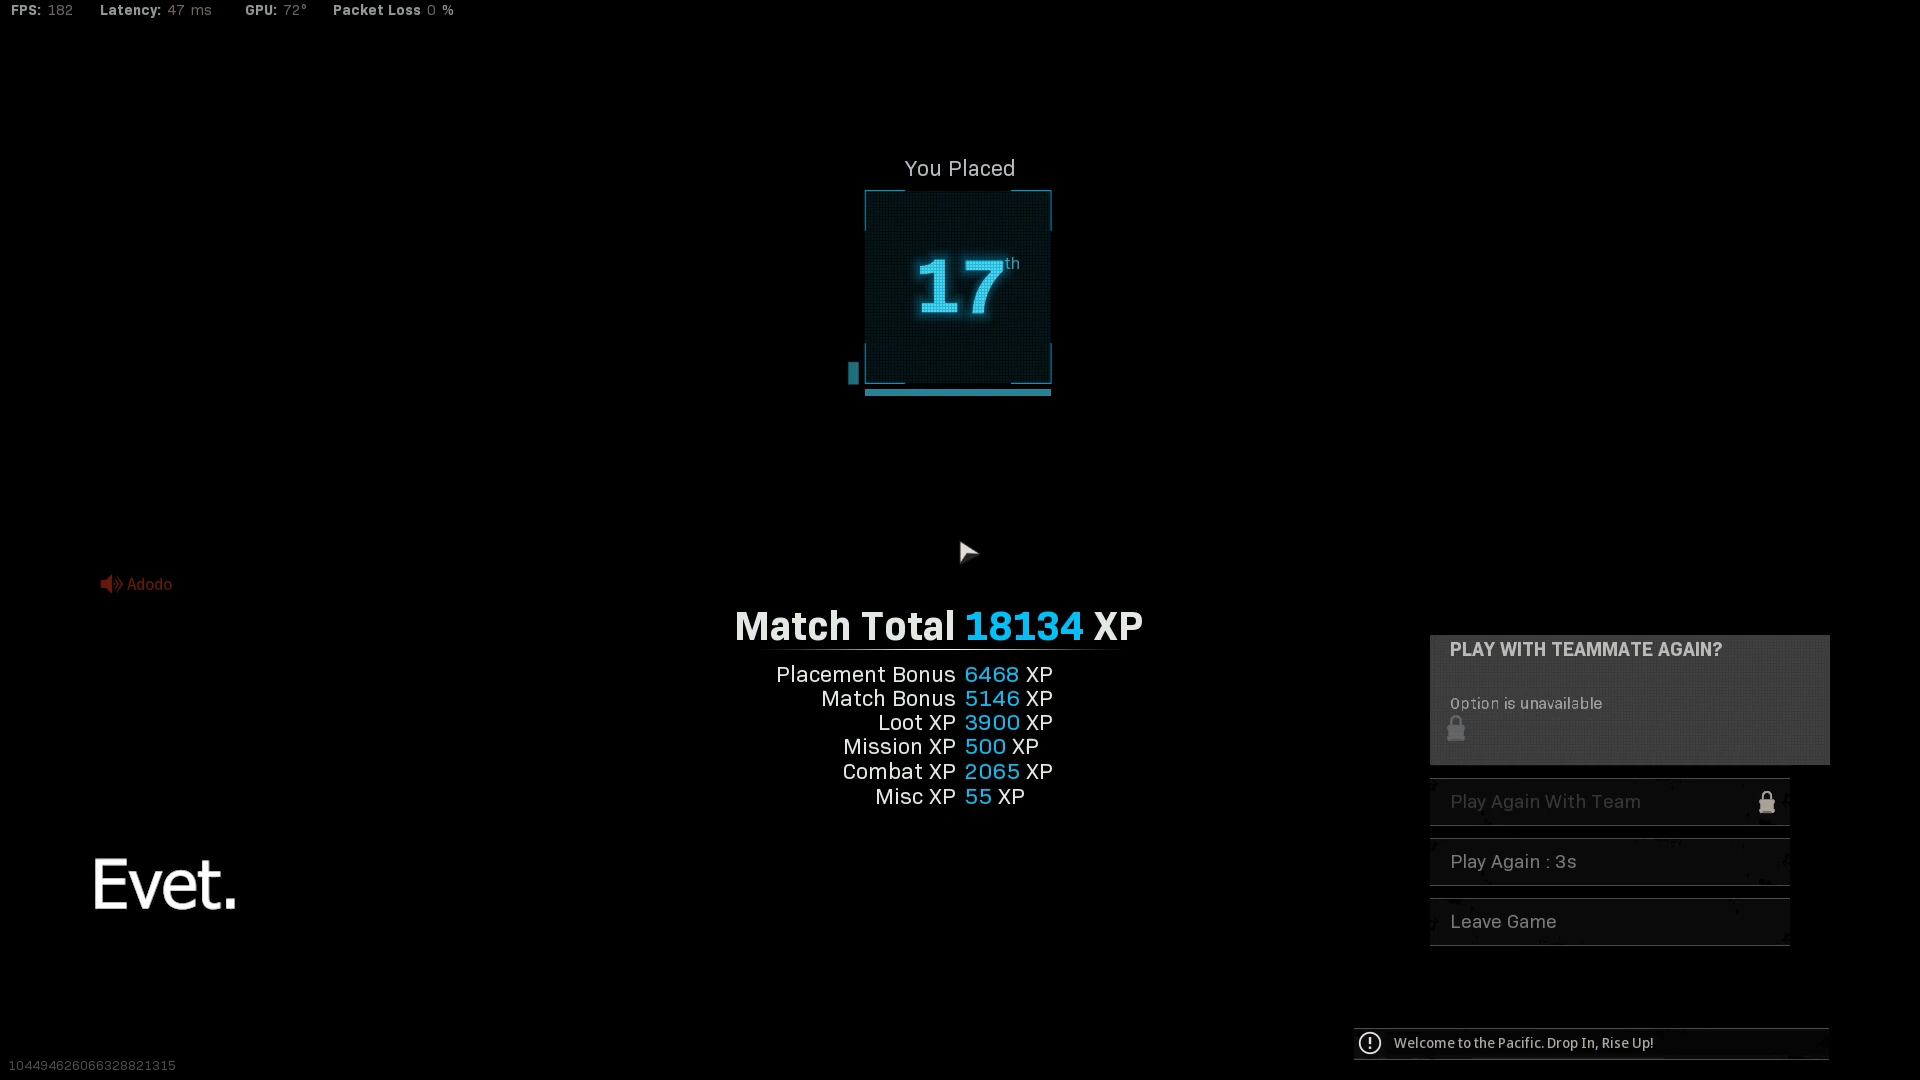 FPS: 182 Latency: 47 ms GPU: 72° Packet Loss 0 %
You Placed
17th
Adodo
Match Total 18134 XP
Placement Bonus 6468 XP
Match Bonus 5146 XP
Loot XP 3900 XP
Mission XP 500 XP
Combat XP 2065 XP
Misc XP 55 XP
PLAY WITH TEAMMATE AGAIN?
Option is unavailable
Play Again With Team
Play Again : 3s
Leave Game
Evet.
Welcome to the Pacific. Drop In, Rise Up!
10449462606632882​1315